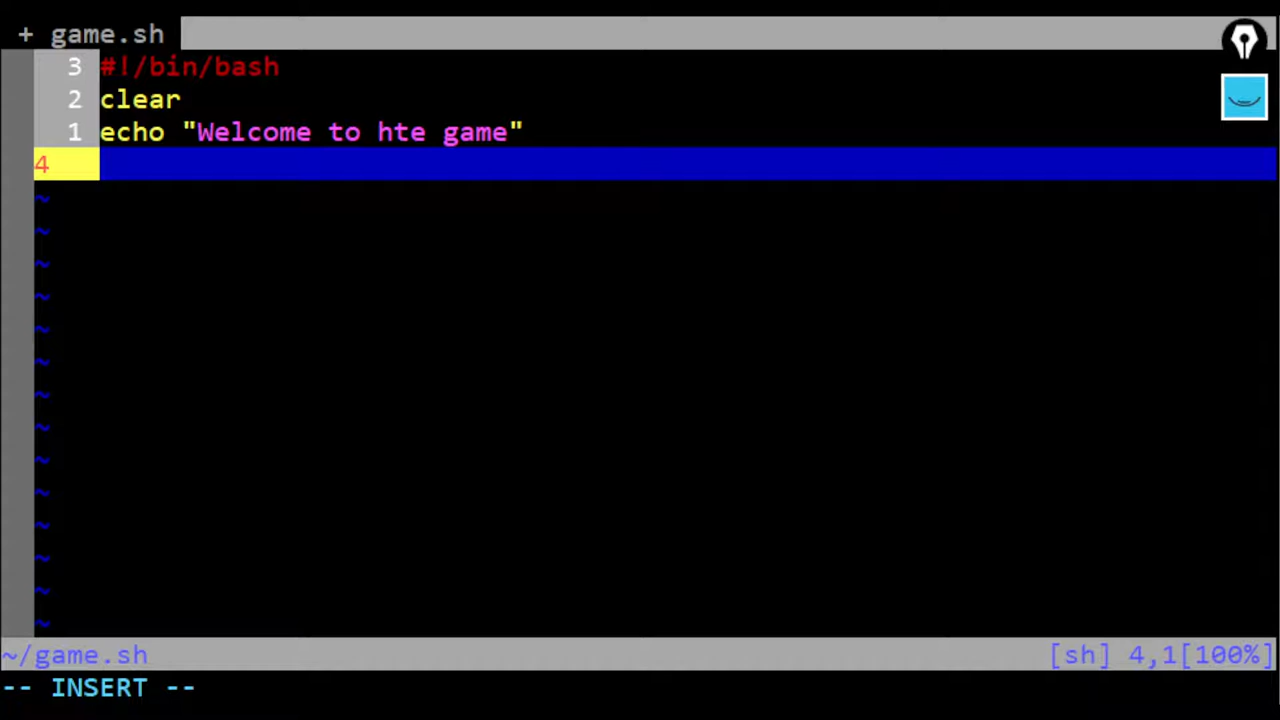 + game.sh
3 #!/bin/bash
2 clear
1 echo "Welcome to hte game"
4
~
~
~
~
~
~
~
~
~
~
~
~
~
~
~/game.sh [sh] 4,1[100%]
-- INSERT --